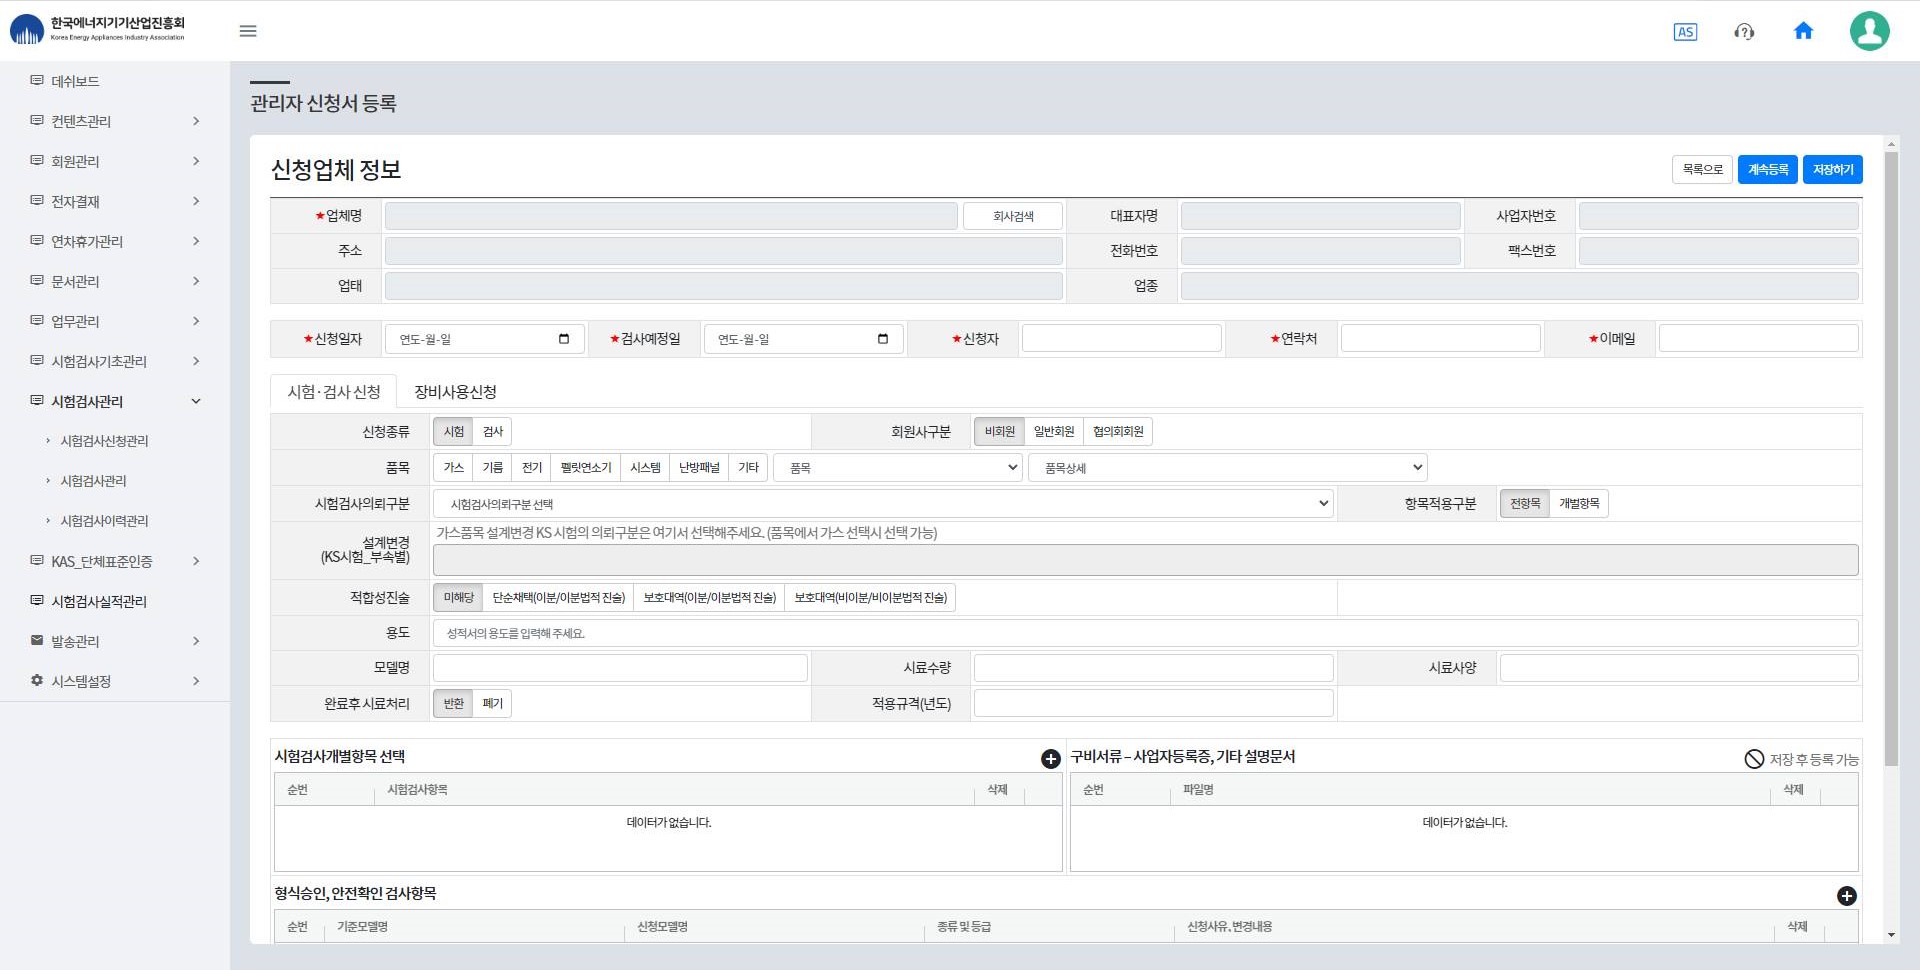 한국에너지기기산업진흥회
Korea Energy Appliances Industry Association
AS
데쉬보드
컨텐츠관리
회원관리
전자결재
연차휴가관리
문서관리
업무관리
시험검사기초관리
시험검사관리
시험검사신청관리
시험검사관리
시험검사이력관리
KAS_단체표준인증
시험검사실적관리
발송관리
시스템설정
관리자 신청서 등록
신청업체 정보
목록으로 계속등록 저장하기
★업체명 회사검색 대표자명 사업자번호
주소 전화번호 팩스번호
업태 업종
★신청일자 연도-월-일 ★검사예정일 연도-월-일 ★신청자 ★연락처 ★이메일
시험·검사 신청 장비사용신청
신청종류 시험 검사 회원사구분 비회원 일반회원 협의회회원
품목 가스 기름 전기 펠릿연소기 시스템 난방패널 기타 품목 품목상세
시험검사의뢰구분 시험검사의뢰구분 선택 항목적용구분 전항목 개별항목
설계변경
(KS시험_부속별)
가스품목 설계변경 KS 시험의 의뢰구분은 여기서 선택해주세요. (품목에서 가스 선택시 선택 가능)
적합성진술 미해당 단순채택(이분/이분법적 진술) 보호대역(이분/이분법적 진술) 보호대역(비이분/비이분법적 진술)
용도 성적서의 용도를 입력해 주세요.
모델명 시료수량 시료사양
완료후 시료처리 반환 폐기 적용규격(년도)
시험검사개별항목 선택
순번 시험검사항목 삭제
데이터가 없습니다.
구비서류 – 사업자등록증, 기타 설명문서 저장 후 등록 가능
순번 파일명 삭제
데이터가 없습니다.
형식승인, 안전확인 검사항목
순번 기준모델명 신청모델명 종류 및 등급 신청사유, 변경내용 삭제